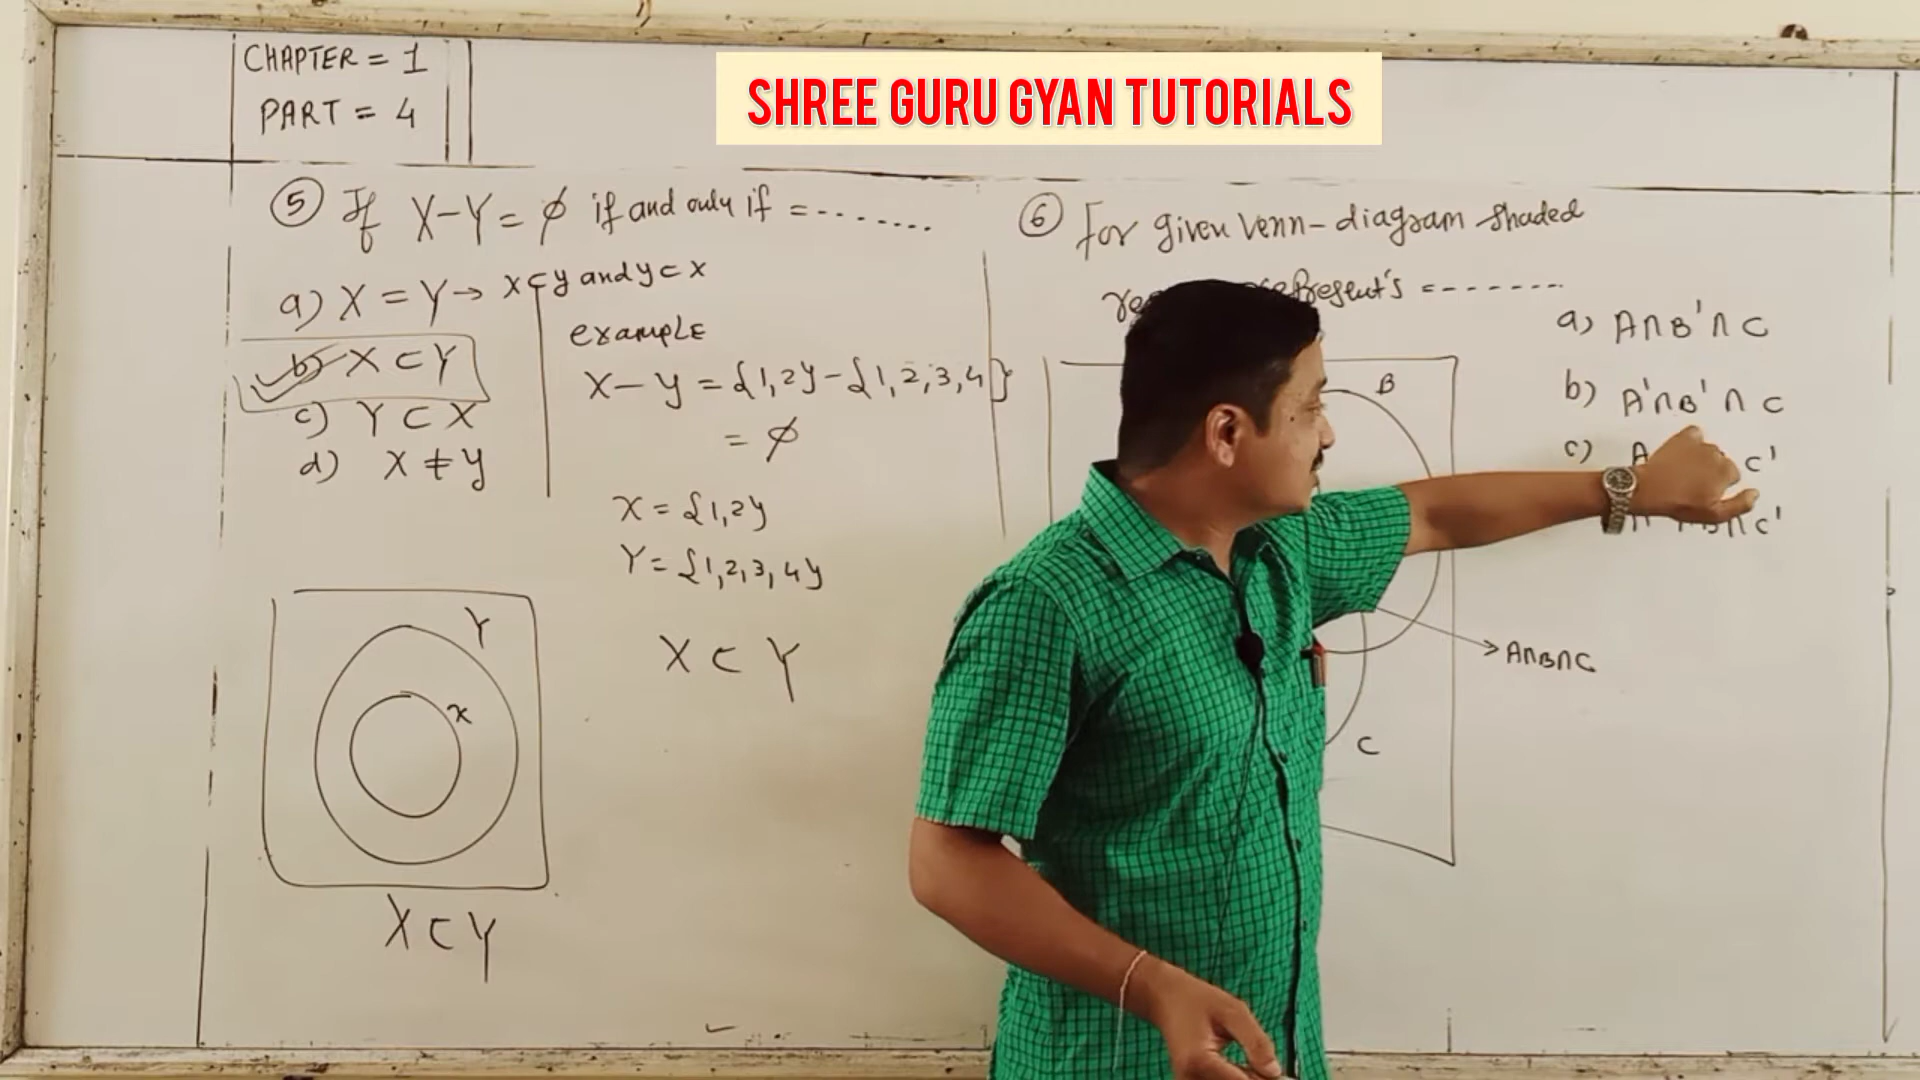 CHAPTER = 1
PART = 4
SHREE GURU GYAN TUTORIALS
(5) If X-Y = ϕ if and only if = -------
a) X = Y → X⊂Y and Y⊂X
b) X ⊂ Y
c) Y ⊂ X
d) X ≠ Y
example
X - Y = {1,2} - {1,2,3,4}
= ϕ
X = {1,2}
Y = {1,2,3,4}
X ⊂ Y
Y
X
X ⊂ Y
(6) For given Venn-diagram shaded
represent's = -------
a) A∩B'∩C
b) A'∩B'∩C
c) A C'
∩B∩C'
B
A∩B∩C
C